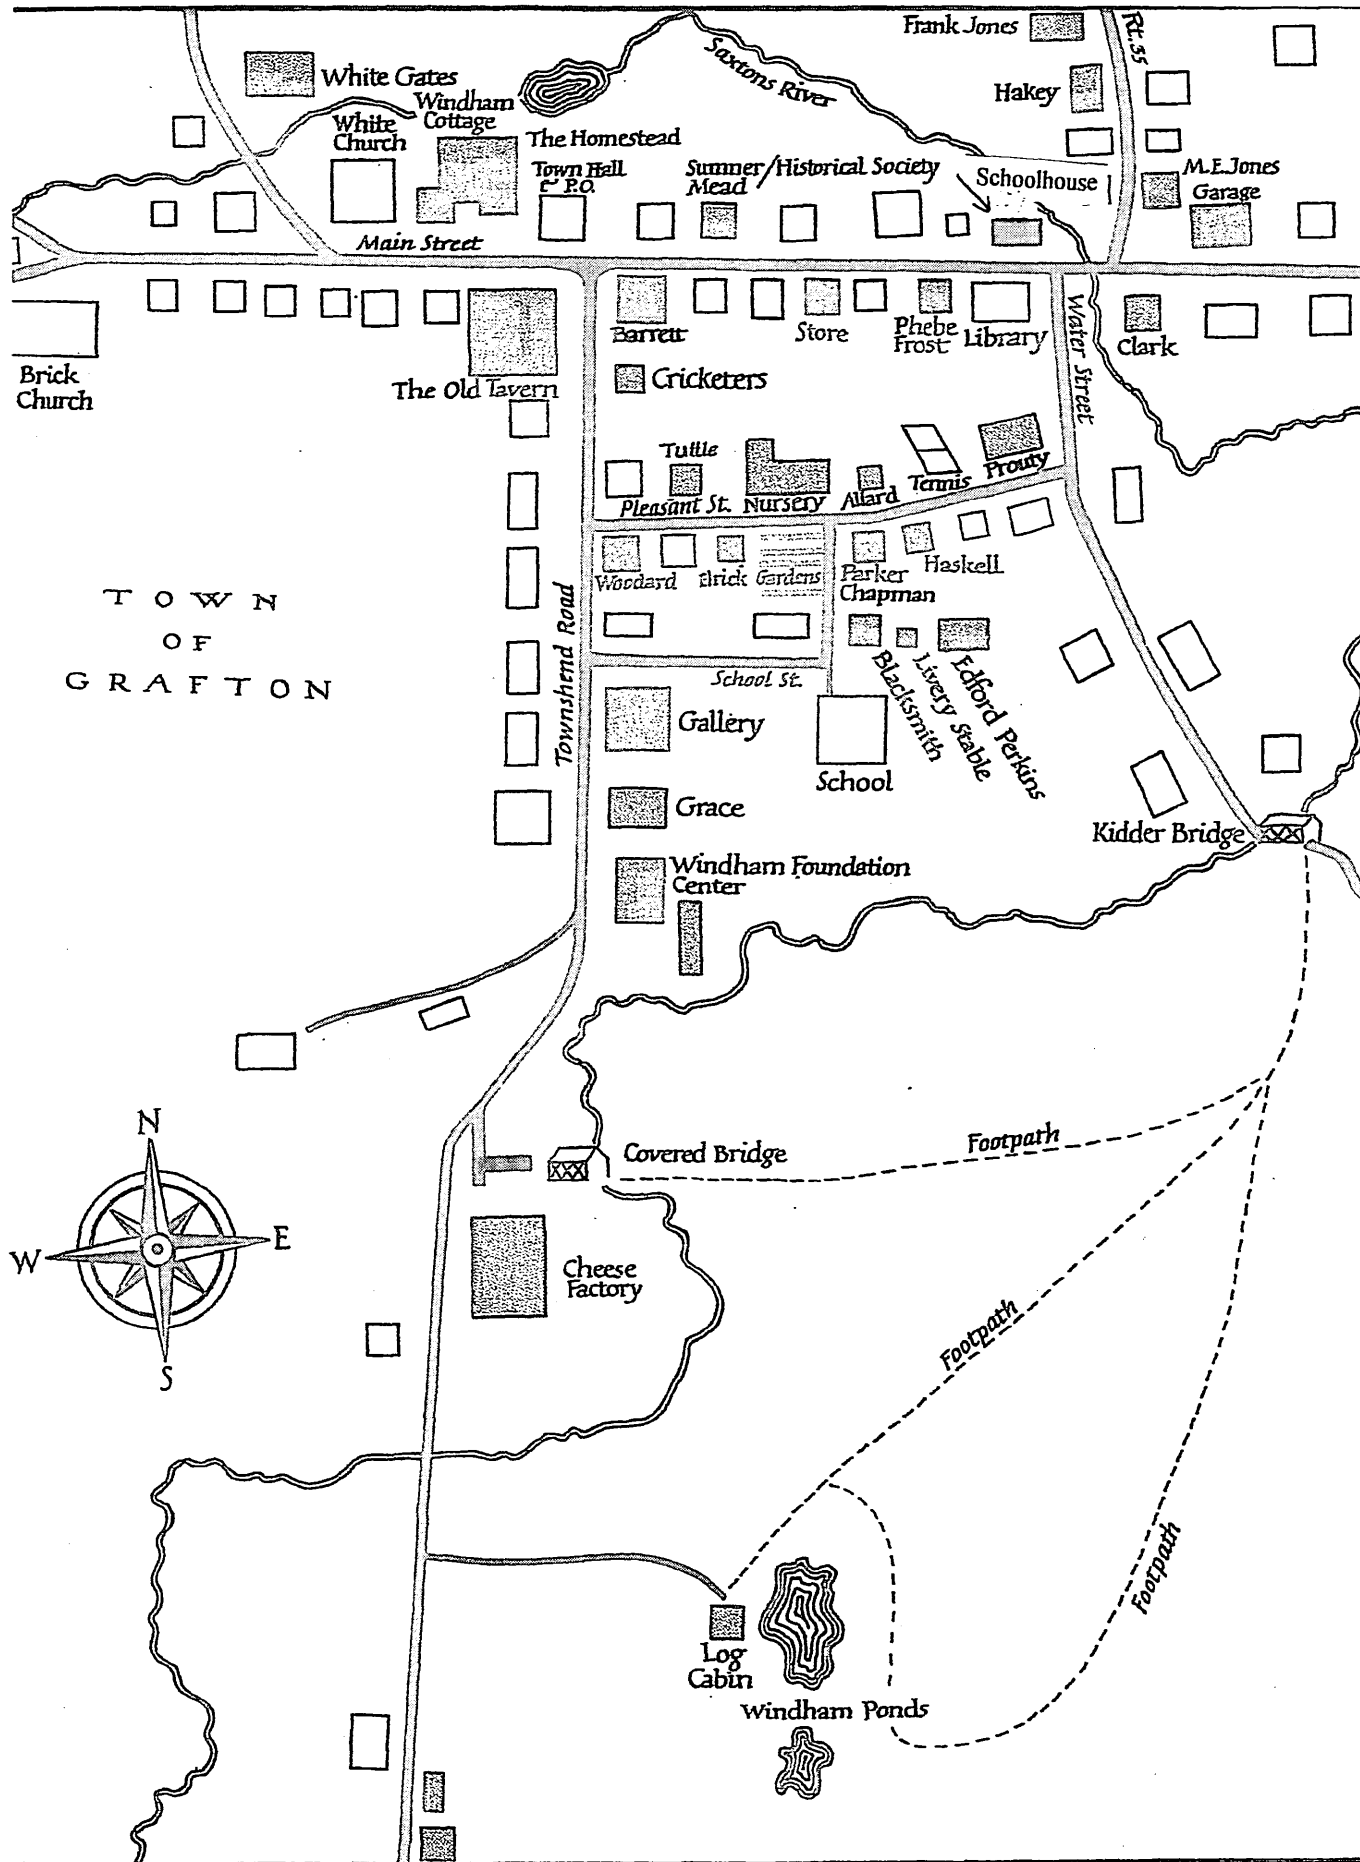 Frank Jones
Rt. 35
Saxtons River
White Gates
Hakey
Windham
Cottage
White
Church
The Homestead
Town Hall
& P.O.
Sumner/Historical Society
Mead
Schoolhouse
M.E. Jones
Garage
Main Street
Barrett
Store
Phebe
Frost
Library
Water Street
Clark
Brick
Church
The Old Tavern
Cricketers
Tuttle
Pleasant St.
Nursery
Allard
Tennis
Prouty
Woodard
Gardens
Parker
Chapman
Haskell
TOWN
OF
GRAFTON
Townshend Road
School St.
Blacksmith
Livery Stable
Edford Perkins
Gallery
School
Grace
Kidder Bridge
Windham Foundation
Center
N
W
E
S
Covered Bridge
Footpath
Cheese
Factory
Footpath
Footpath
Log
Cabin
Windham Ponds